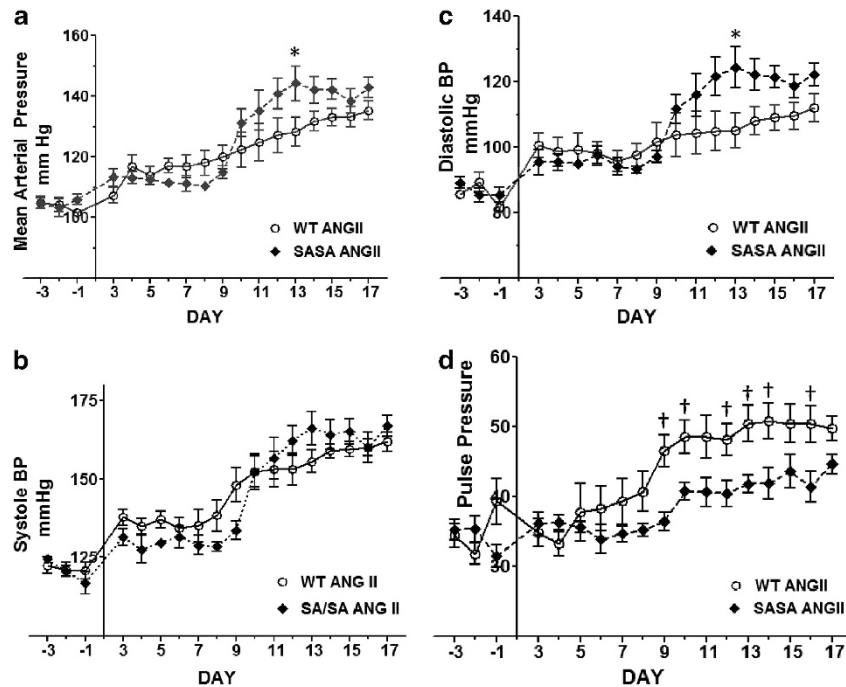 a
160
*
140
120
100
Mean Arterial Pressure
mm Hg
WT ANGII
SASA ANGII
-3 -1 3 5 7 9 11 13 15 17
DAY
c
140
*
120
100
80
Diastolic BP
mmHg
WT ANGII
SASA ANGII
-3 -1 3 5 7 9 11 13 15 17
DAY
b
175
150
125
Systole BP
mmHg
WT ANG II
SA/SA ANG II
-3 -1 3 5 7 9 11 13 15 17
DAY
d
60
† † † † † †
50
40
30
Pulse Pressure
WT ANGII
SASA ANGII
-3 -1 3 5 7 9 11 13 15 17
DAY